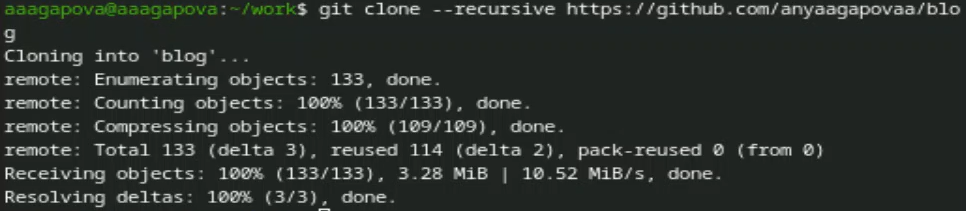 aaagapova@aaagapova:~/work$ git clone --recursive https://github.com/anyaagapovaa/blo
g
Cloning into 'blog'...
remote: Enumerating objects: 133, done.
remote: Counting objects: 100% (133/133), done.
remote: Compressing objects: 100% (109/109), done.
remote: Total 133 (delta 3), reused 114 (delta 2), pack-reused 0 (from 0)
Receiving objects: 100% (133/133), 3.28 MiB | 10.52 MiB/s, done.
Resolving deltas: 100% (3/3), done.